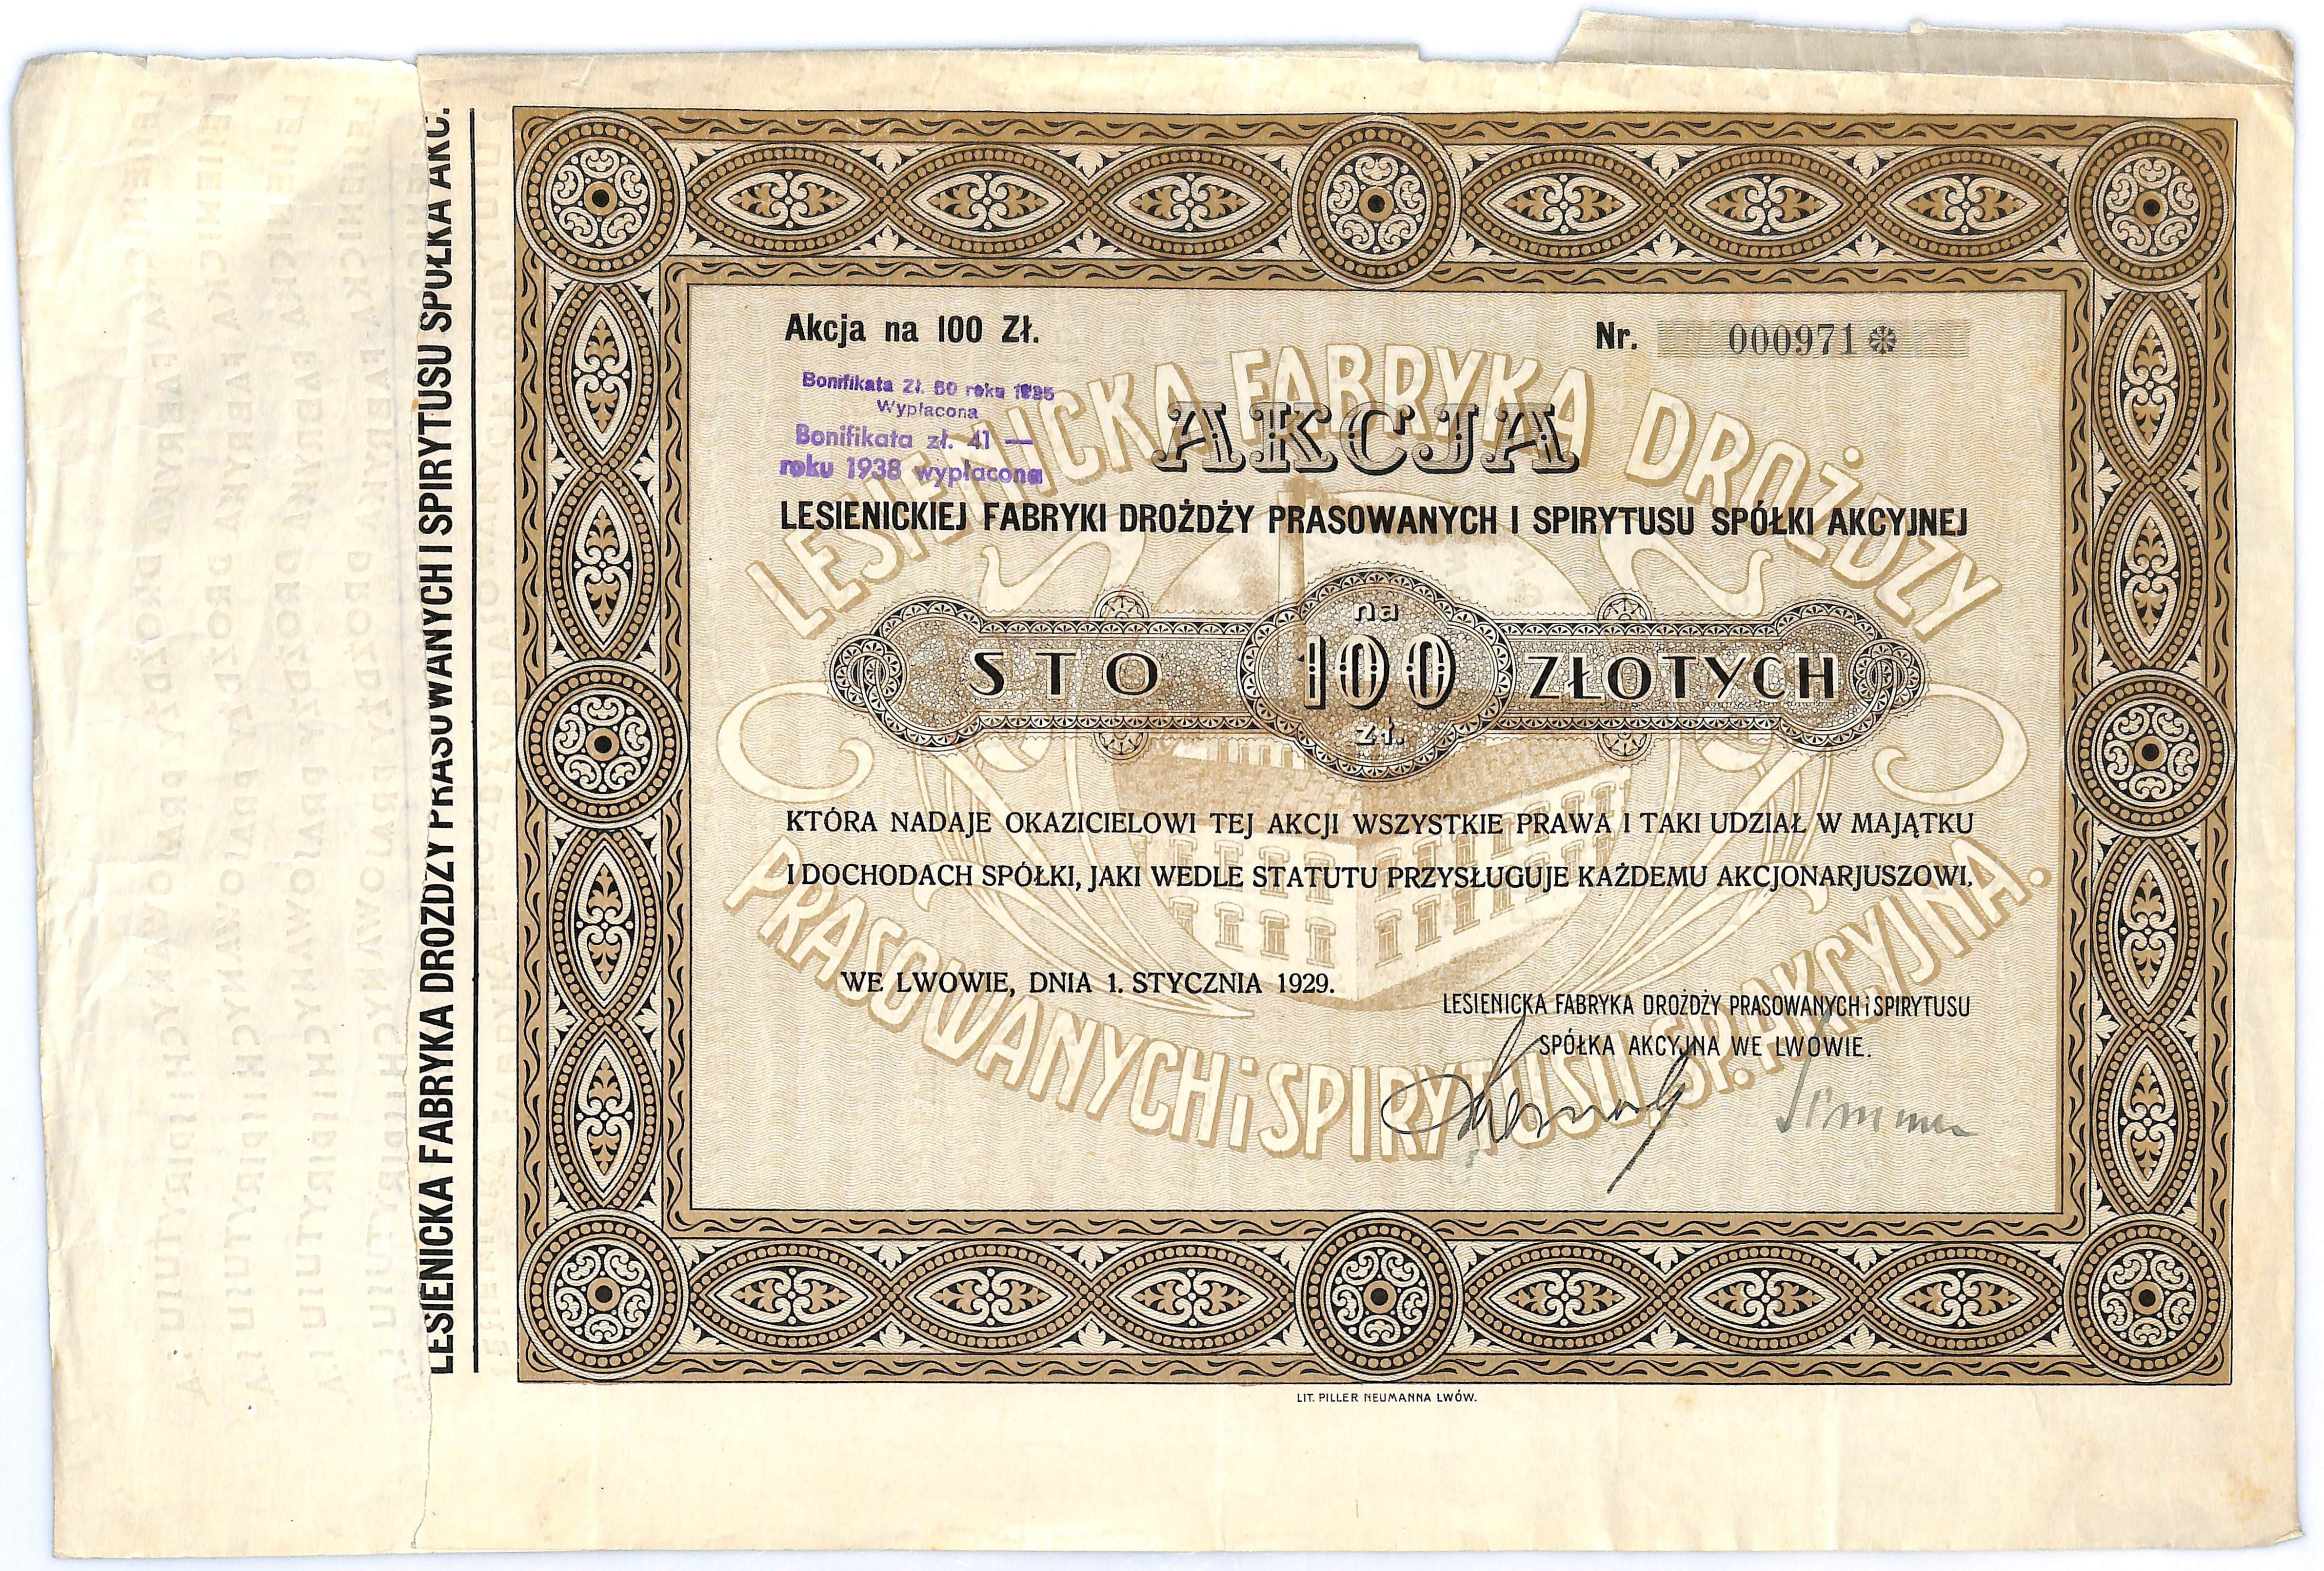 LESIENICKA FABRYKA DROŻDŻY PRASOWANYCH I SPIRYTUSU SPÓŁKA AKC.
Akcja na 100 Zł.
Nr. 000971
Bonifikata Zł. 60 roku 1935
Wypłacona
Bonifikata zł. 41 —
roku 1938 wypłacona
LESIENICKA FABRYKA DROŻDŻY
AKCJA
LESIENICKIEJ FABRYKI DROŻDŻY PRASOWANYCH I SPIRYTUSU SPÓŁKI AKCYJNEJ
na
STO 100 ZŁOTYCH
zł.
KTÓRA NADAJE OKAZICIELOWI TEJ AKCJI WSZYSTKIE PRAWA I TAKI UDZIAŁ W MAJĄTKU
I DOCHODACH SPÓŁKI, JAKI WEDLE STATUTU PRZYSŁUGUJE KAŻDEMU AKCJONARJUSZOWI.
PRASOWANYCH i SPIRYTUSU SP. AKCYJNA.
WE LWOWIE, DNIA 1. STYCZNIA 1929.
LESIENICKA FABRYKA DROŻDŻY PRASOWANYCH i SPIRYTUSU
SPÓŁKA AKCYJNA WE LWOWIE.
LIT. PILLER NEUMANNA LWÓW.